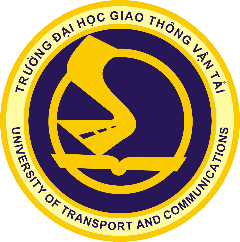 TRƯỜNG ĐẠI HỌC GIAO THÔNG VẬN TẢI
UNIVERSITY OF TRANSPORT AND COMMUNICATIONS